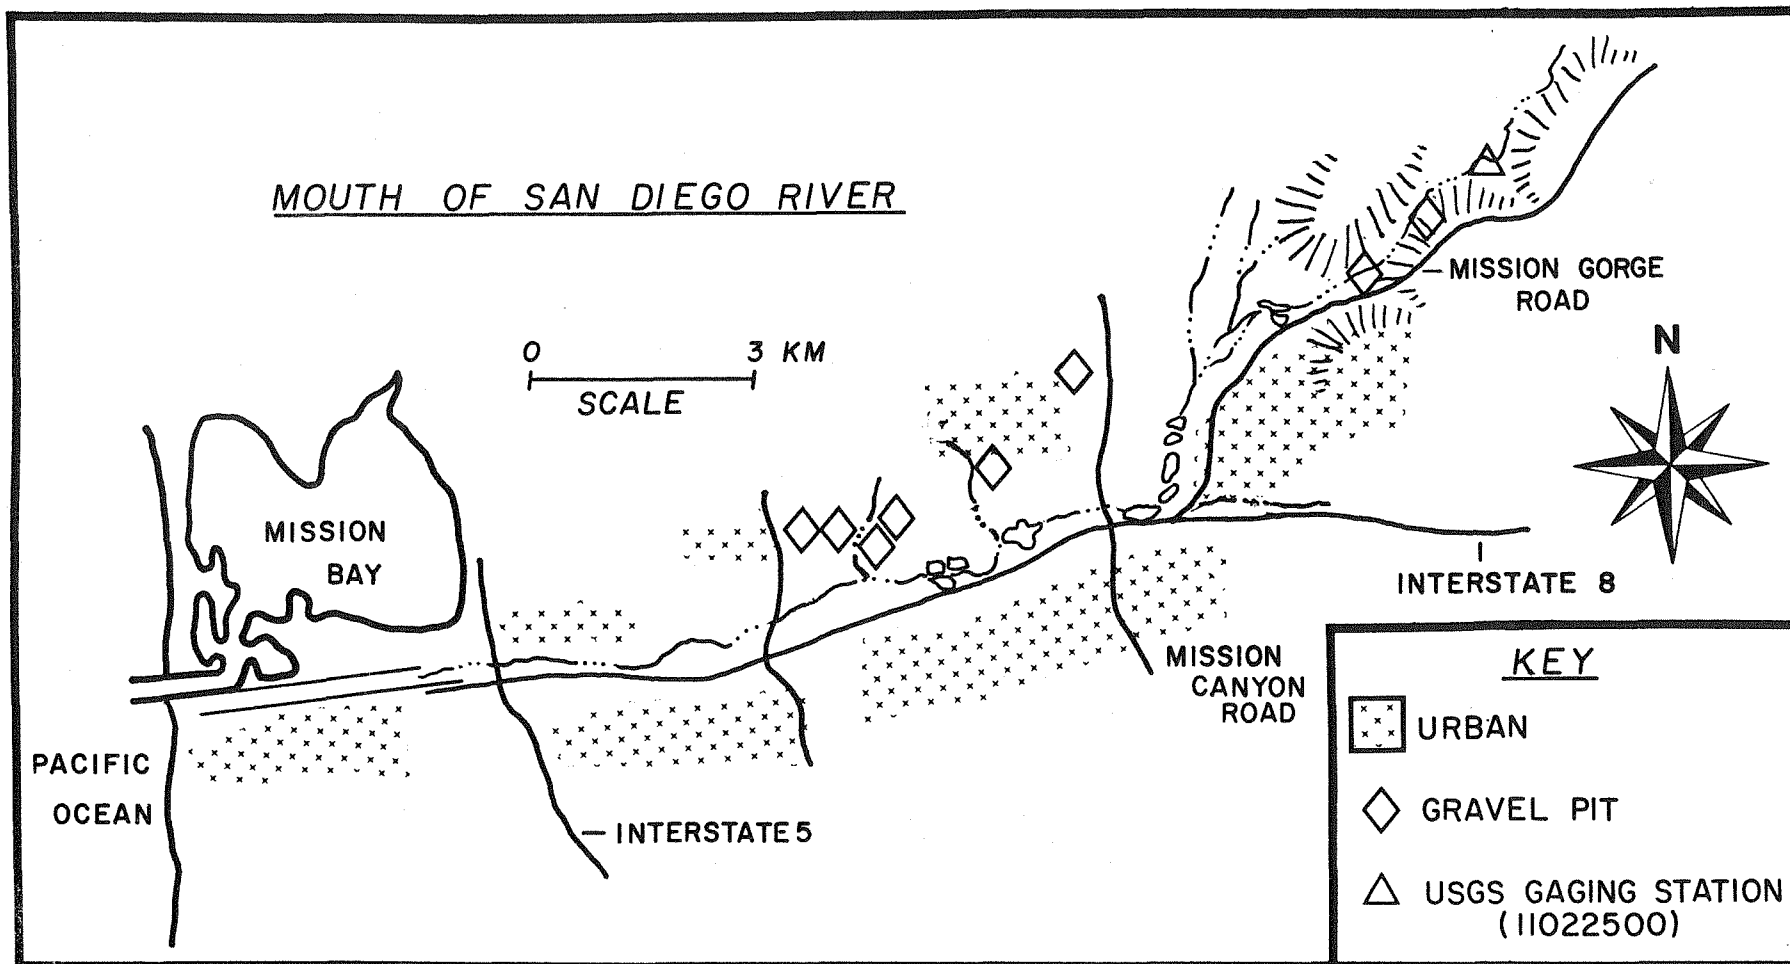 MOUTH OF SAN DIEGO RIVER
0 3 KM
SCALE
MISSION GORGE
ROAD
N
MISSION
BAY
INTERSTATE 8
MISSION
CANYON
ROAD
PACIFIC
OCEAN
INTERSTATE 5
KEY
URBAN
GRAVEL PIT
USGS GAGING STATION
(11022500)